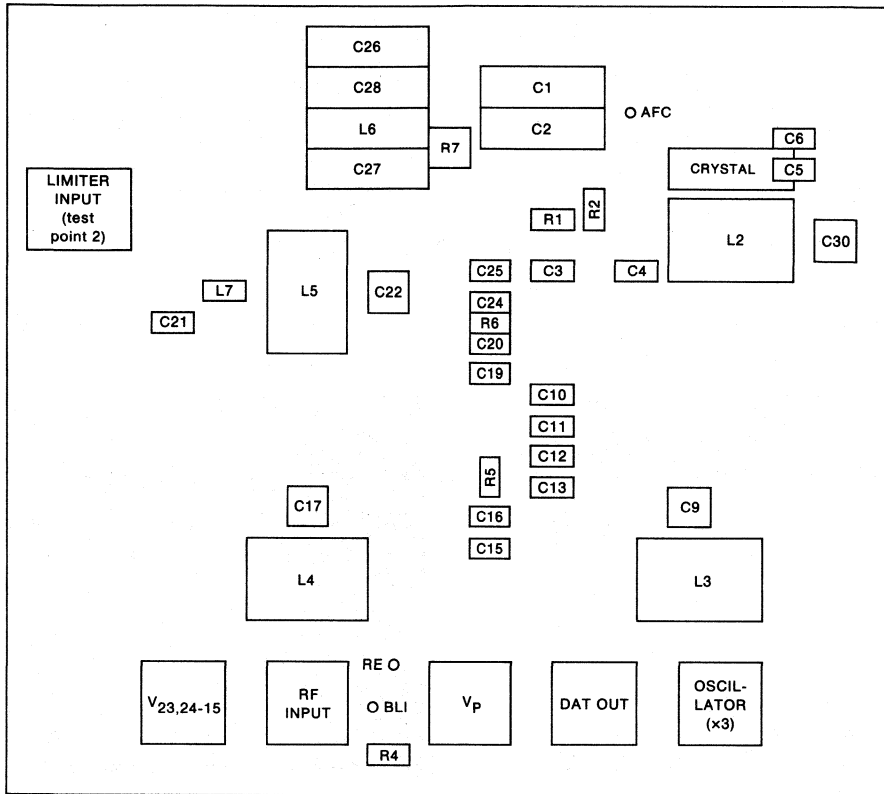 C26
C28
L6
C27
R7
C1
C2
AFC
C6
C5
CRYSTAL
LIMITER
INPUT
(test
point 2)
R2
R1
L2
C30
C25
C3
C4
L7
L5
C22
C24
C21
R6
C20
C19
C10
C11
C12
R5
C13
C17
C16
C9
C15
L4
L3
RE
V23,24-15
RF
INPUT
BLI
VP
DAT OUT
OSCIL-
LATOR
(×3)
R4